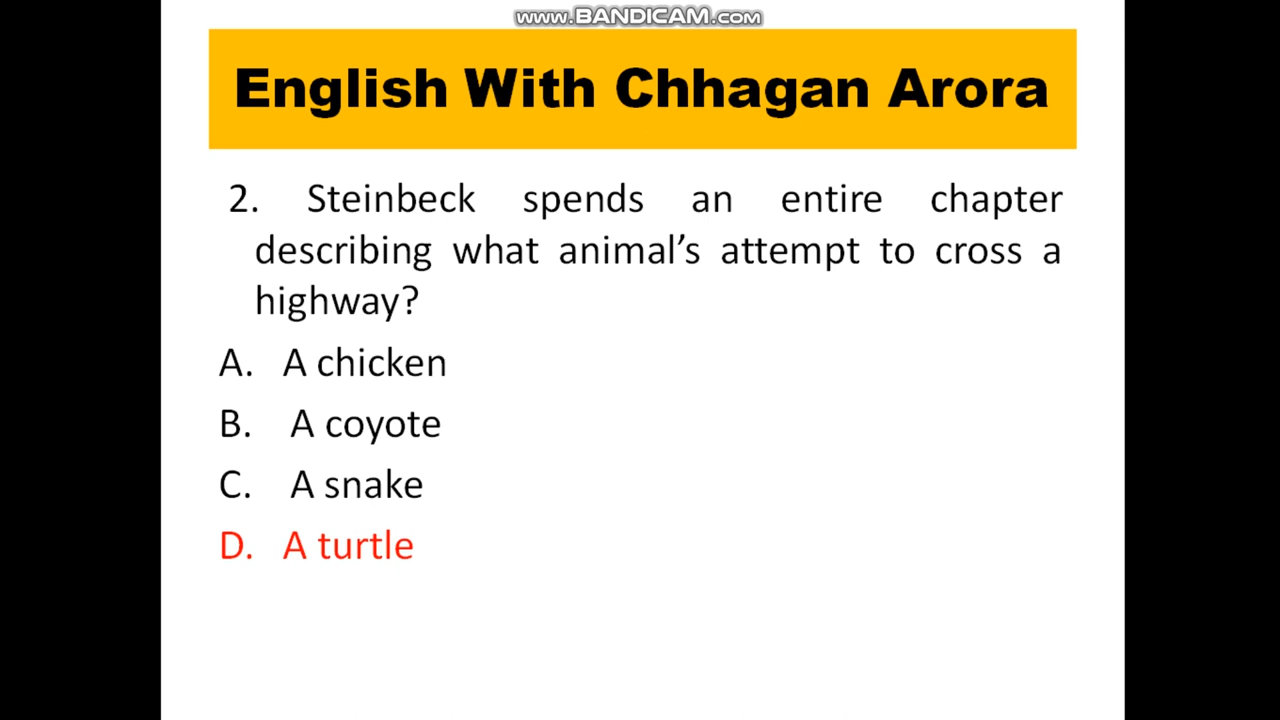 www.BANDICAM.com
English With Chhagan Arora
2. Steinbeck spends an entire chapter
describing what animal’s attempt to cross a
highway?
A. A chicken
B. A coyote
C. A snake
D. A turtle